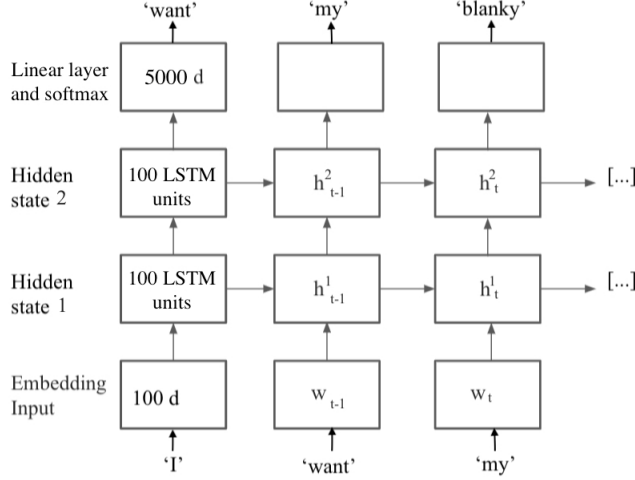 ‘want’ ‘my’ ‘blanky’
Linear layer and softmax
5000 d
Hidden state 2
100 LSTM units
h²ₜ₋₁
h²ₜ
[...]
Hidden state 1
100 LSTM units
h¹ₜ₋₁
h¹ₜ
[...]
Embedding Input
100 d
wₜ₋₁
wₜ
‘I’ ‘want’ ‘my’